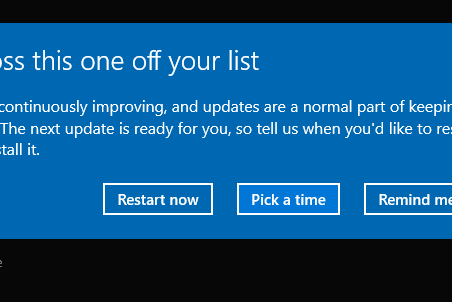 oss this one off your list
continuously improving, and updates are a normal part of keepin
The next update is ready for you, so tell us when you'd like to res
tall it.
Restart now Pick a time Remind me
e